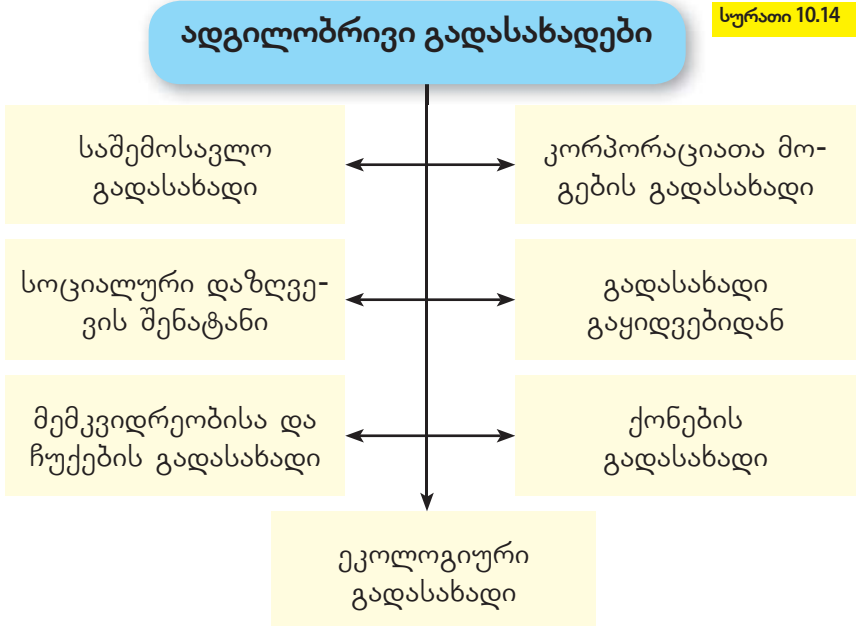 ადგილობრივი გადასახადები
სურათი 10.14
საშემოსავლო
გადასახადი
კორპორაციათა მო-
გების გადასახადი
სოციალური დაზღვე-
ვის შენატანი
გადასახადი
გაყიდვებიდან
მემკვიდრეობისა და
ჩუქების გადასახადი
ქონების
გადასახადი
ეკოლოგიური
გადასახადი